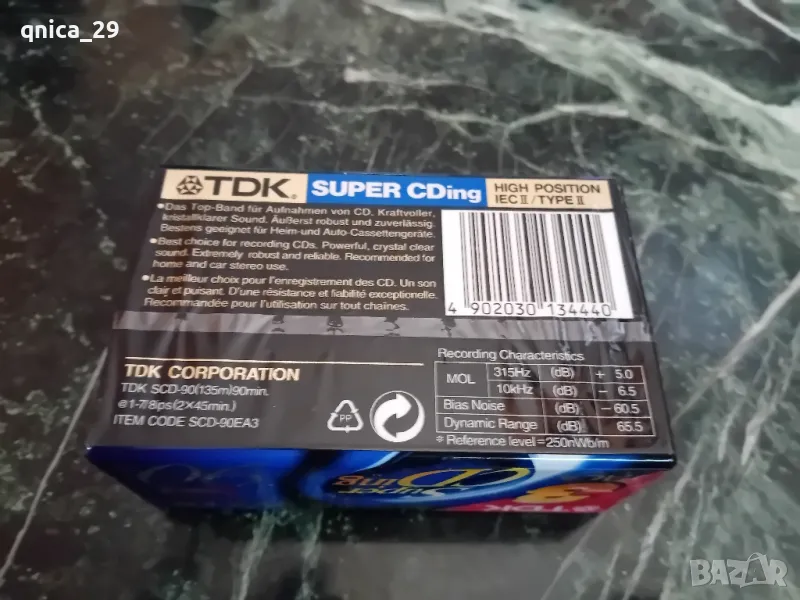 qnica_29
TDK. SUPER CDing HIGH POSITION
IEC II / TYPE II
•Das Top-Band für Aufnahmen von CD. Kraftvoller,
kristallklarer Sound. Äußerst robust und zuverlässig.
Bestens geeignet für Heim-und Auto-Cassettengeräte.
•Best choice for recording CDs. Powerful, crystal clear
sound. Extremely robust and reliable. Recommended for
home and car stereo use.
•La meilleur choix pour l'enregistrement des CD. Un son
clair et puisant. D'une résistance et fiabilité exceptionelle.
Recommandée pour l'utilisation sur tout chaînes.
4 902030 134440
TDK CORPORATION
TDK SCD-90(135m)90min.
@1-7/8ips(2×45min.)
ITEM CODE SCD-90EA3
PP
Recording Characteristics
MOL 315Hz (dB) + 5.0
10kHz (dB) − 6.5
Bias Noise (dB) −60.5
Dynamic Range (dB) 65.5
* Reference level=250nWb/m
Super
CDing
TDK
BAZAR